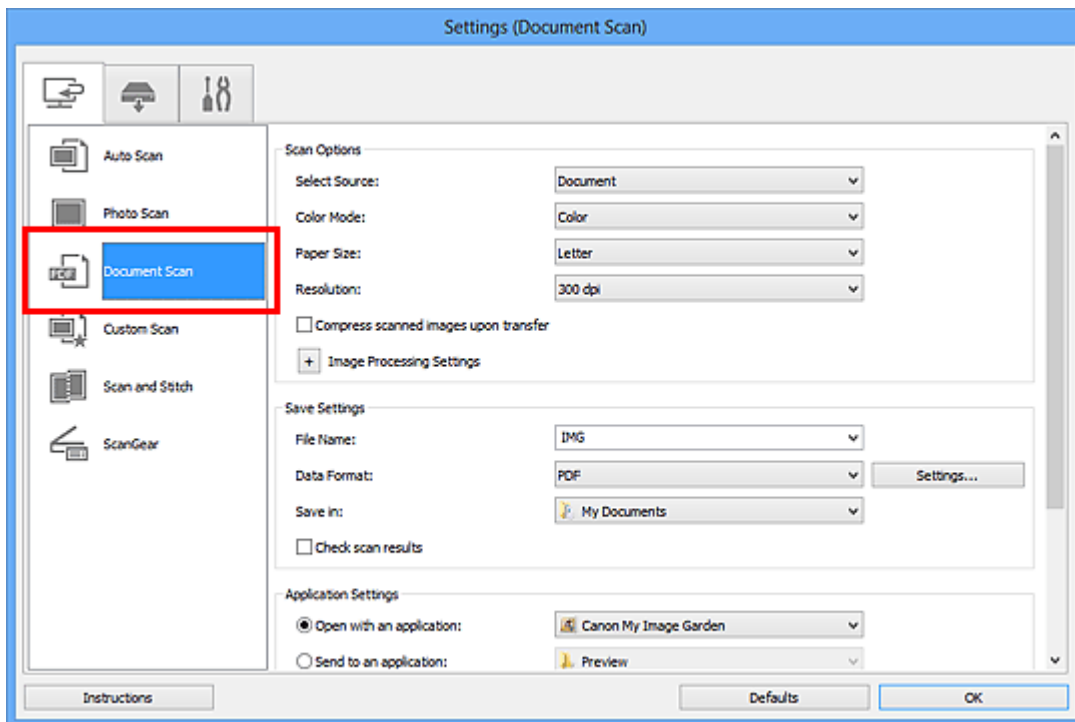 Settings (Document Scan)
Auto Scan
Photo Scan
PDF
Document Scan
Custom Scan
Scan and Stitch
ScanGear
Scan Options
Select Source: Document
Color Mode: Color
Paper Size: Letter
Resolution: 300 dpi
Compress scanned images upon transfer
+ Image Processing Settings
Save Settings
File Name: IMG
Data Format: PDF Settings...
Save in: My Documents
Check scan results
Application Settings
Open with an application: Canon My Image Garden
Send to an application: Preview
Instructions Defaults OK